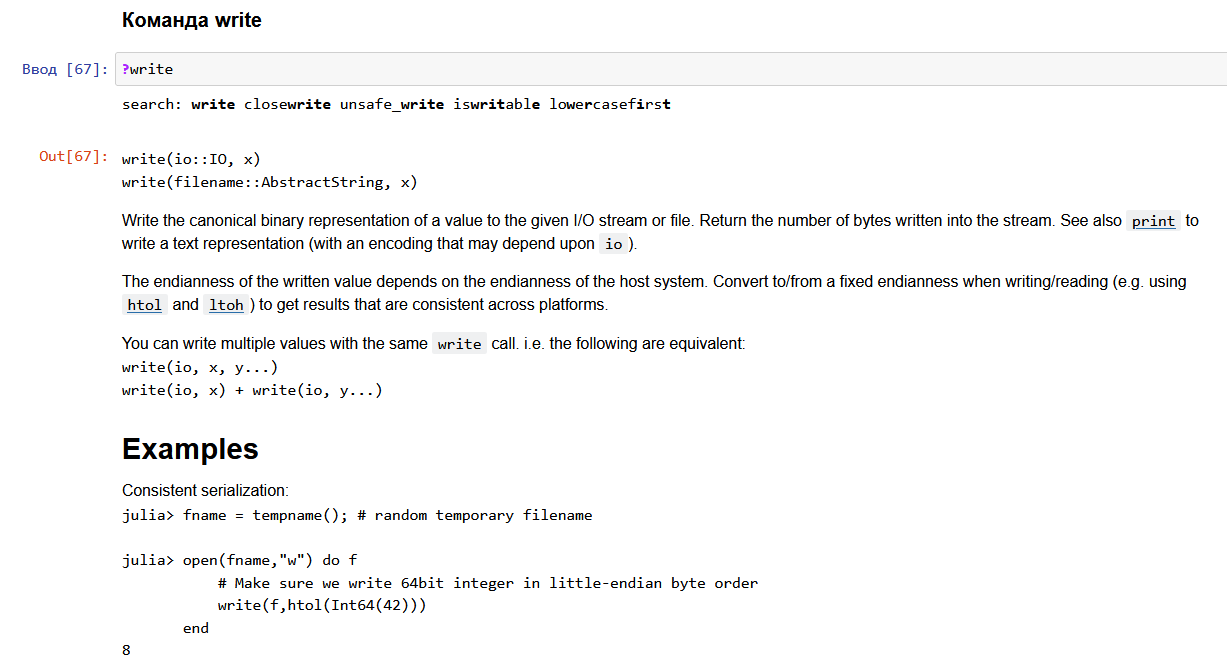 Команда write
Ввод [67]: ?write
search: write closewrite unsafe_write iswritable lowercasefirst
Out[67]: write(io::IO, x)
write(filename::AbstractString, x)
Write the canonical binary representation of a value to the given I/O stream or file. Return the number of bytes written into the stream. See also print to
write a text representation (with an encoding that may depend upon io ).
The endianness of the written value depends on the endianness of the host system. Convert to/from a fixed endianness when writing/reading (e.g. using
htol and ltoh ) to get results that are consistent across platforms.
You can write multiple values with the same write call. i.e. the following are equivalent:
write(io, x, y...)
write(io, x) + write(io, y...)
Examples
Consistent serialization:
julia> fname = tempname(); # random temporary filename
julia> open(fname,"w") do f
# Make sure we write 64bit integer in little-endian byte order
write(f,htol(Int64(42)))
end
8